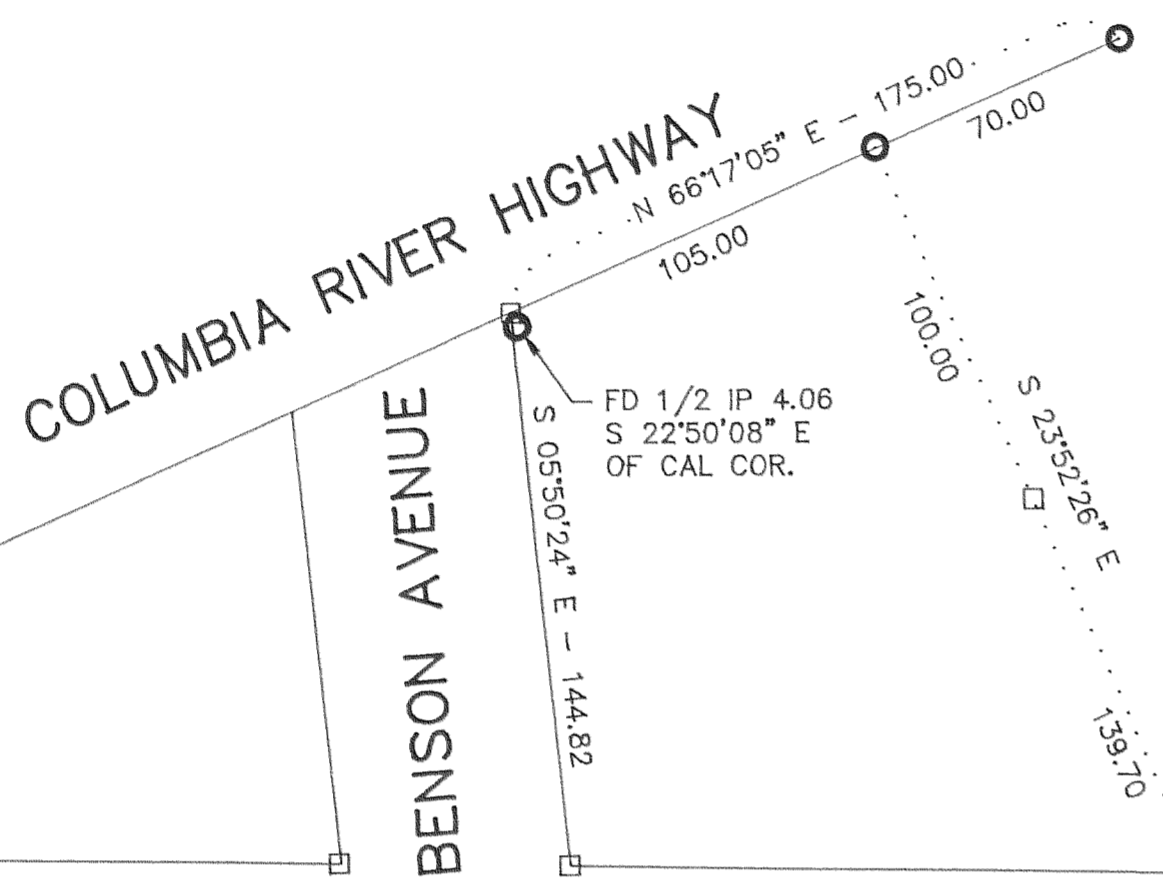 COLUMBIA RIVER HIGHWAY
N 66°17'05" E - 175.00
70.00
105.00
100.00
S 23°52'26" E
139.70
FD 1/2 IP 4.06
S 22°50'08" E
OF CAL COR.
S 05°50'24" E - 144.82
BENSON AVENUE